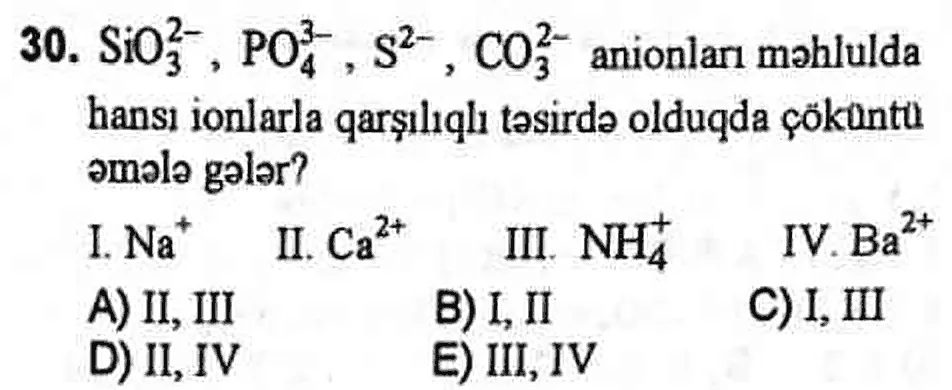 30. SiO₃²⁻ , PO₄³⁻ , S²⁻ , CO₃²⁻ anionları məhlulda
hansı ionlarla qarşılıqlı təsirdə olduqda çöküntü
əmələ gələr?
I. Na⁺ II. Ca²⁺ III. NH₄⁺ IV. Ba²⁺
A) II, III B) I, II C) I, III
D) II, IV E) III, IV